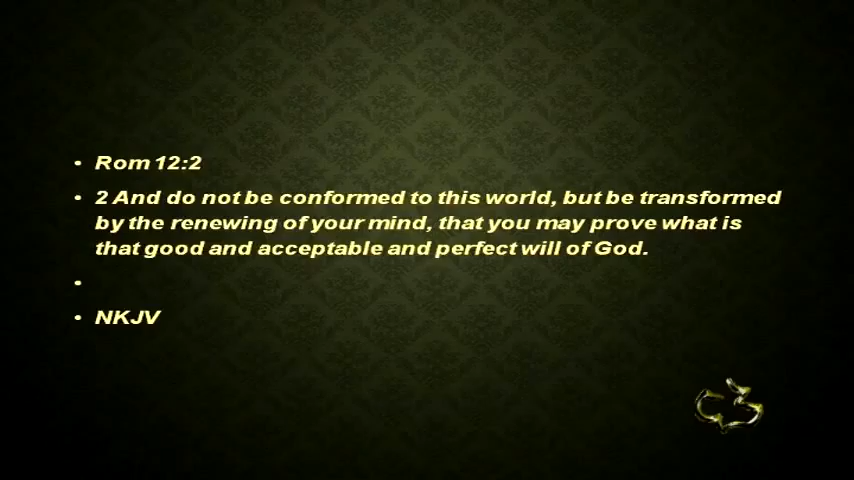 • Rom 12:2
• 2 And do not be conformed to this world, but be transformed
by the renewing of your mind, that you may prove what is
that good and acceptable and perfect will of God.
•
• NKJV
C3